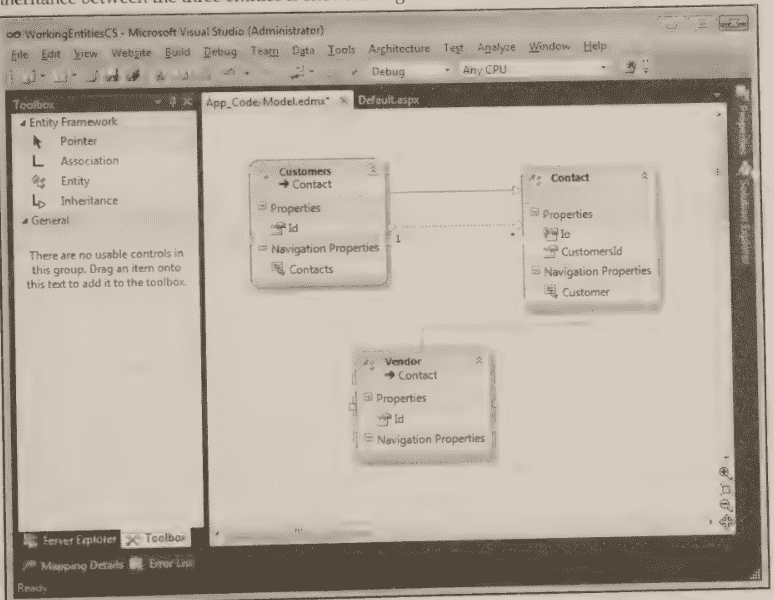 inheritance between the three entities is shown
WorkingEntitiesCS - Microsoft Visual Studio (Administrator)
File Edit View Website Build Debug Team Data Tools Architecture Test Analyze Window Help
Debug Any CPU
Toolbox
App_Code/Model.edmx* Default.aspx
Entity Framework
Pointer
Association
Entity
Inheritance
General
There are no usable controls in
this group. Drag an item onto
this text to add it to the toolbox.
Customers
Contact
Properties
Id
Navigation Properties
Contacts
1
*
Contact
Properties
Id
CustomersId
Navigation Properties
Customer
Vendor
Contact
Properties
Id
Navigation Properties
Properties
Solution Explorer
Server Explorer Toolbox
Mapping Details Error List
Ready